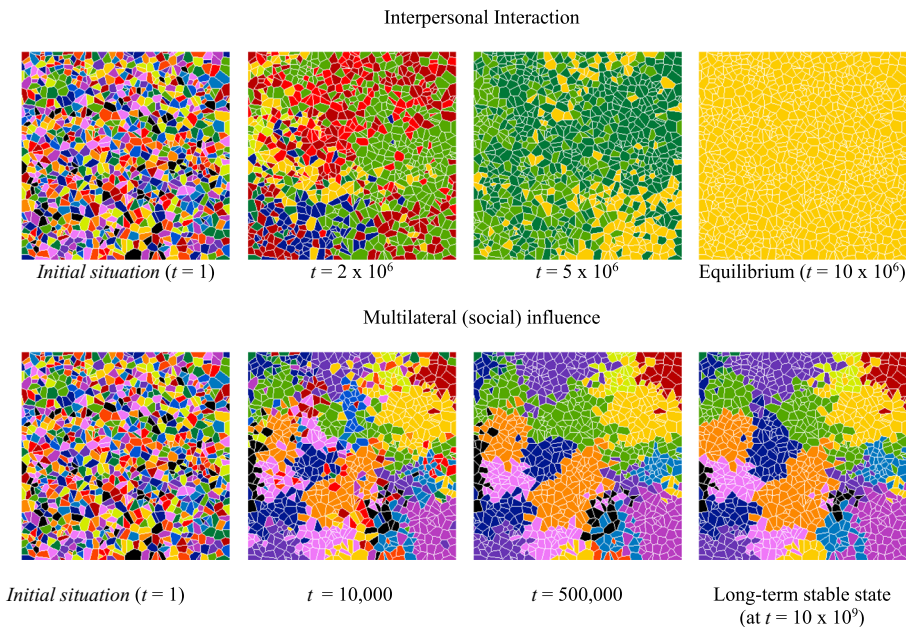 Interpersonal Interaction
Initial situation (t = 1)
t = 2 x 10⁶
t = 5 x 10⁶
Equilibrium (t = 10 x 10⁶)
Multilateral (social) influence
Initial situation (t = 1)
t = 10,000
t = 500,000
Long-term stable state
(at t = 10 x 10⁹)